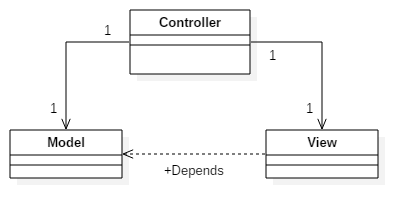 Controller
1
1
1
1
Model
View
+Depends